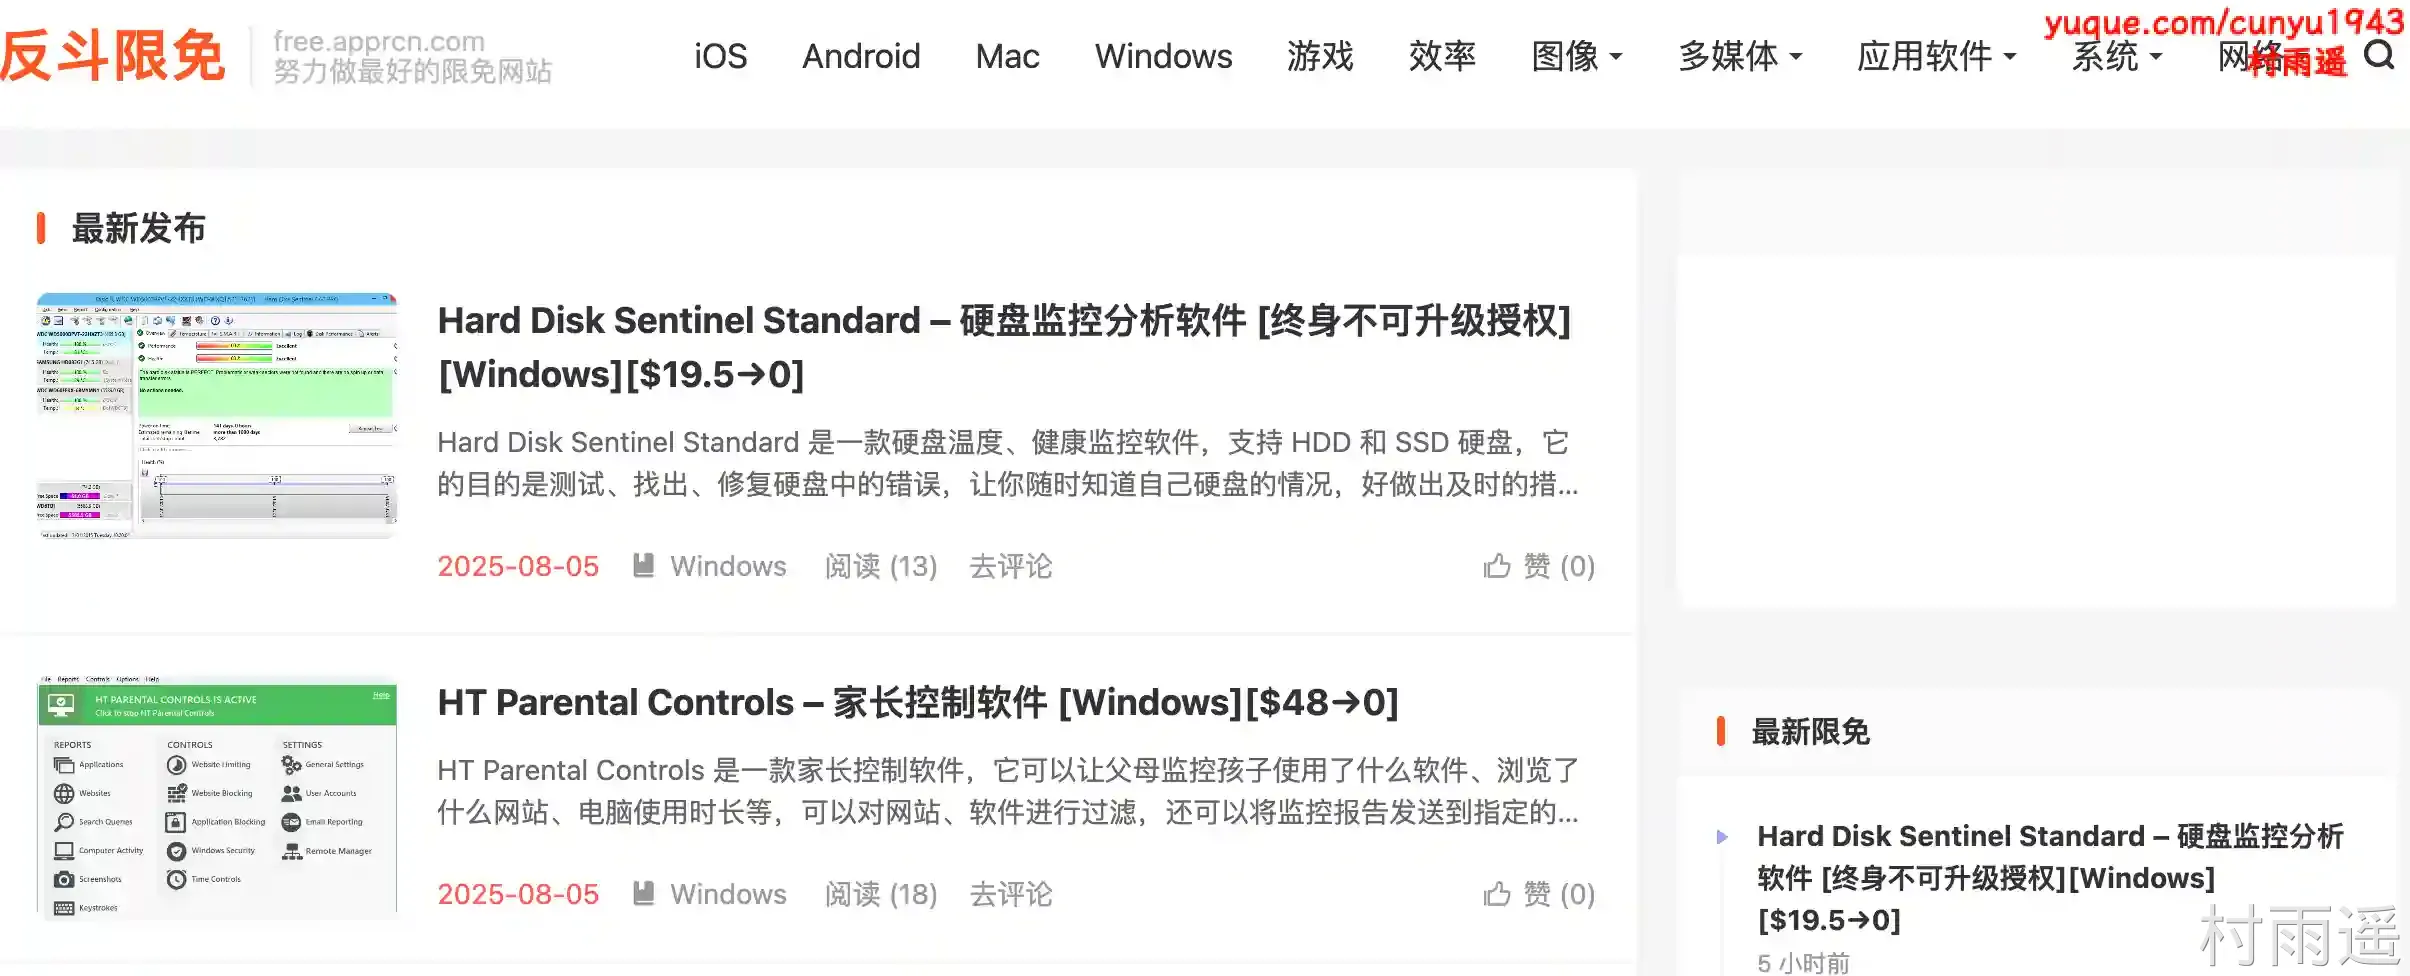 反斗限免
free.apprcn.com
努力做最好的限免网站
iOS Android Mac Windows 游戏 效率 图像 多媒体 应用软件 系统 网络
yuque.com/cunyu1943
村雨遥
最新发布
Hard Disk Sentinel Standard – 硬盘监控分析软件 [终身不可升级授权]
[Windows][$19.5→0]
Hard Disk Sentinel Standard 是一款硬盘温度、健康监控软件，支持 HDD 和 SSD 硬盘，它
的目的是测试、找出、修复硬盘中的错误，让你随时知道自己硬盘的情况，好做出及时的措...
2025-08-05 Windows 阅读 (13) 去评论 赞 (0)
File Reports Controls Options Help
HT PARENTAL CONTROLS IS ACTIVE Help
Click to stop HT Parental Controls
REPORTS CONTROLS SETTINGS
Applications Website Limiting General Settings
Websites Website Blocking User Accounts
Search Queries Application Blocking Email Reporting
Computer Activity Windows Security Remote Manager
Screenshots Time Controls
Keystrokes
HT Parental Controls – 家长控制软件 [Windows][$48→0]
HT Parental Controls 是一款家长控制软件，它可以让父母监控孩子使用了什么软件、浏览了
什么网站、电脑使用时长等，可以对网站、软件进行过滤，还可以将监控报告发送到指定的...
2025-08-05 Windows 阅读 (18) 去评论 赞 (0)
最新限免
Hard Disk Sentinel Standard – 硬盘监控分析
软件 [终身不可升级授权][Windows]
[$19.5→0]
5 小时前
村雨遥